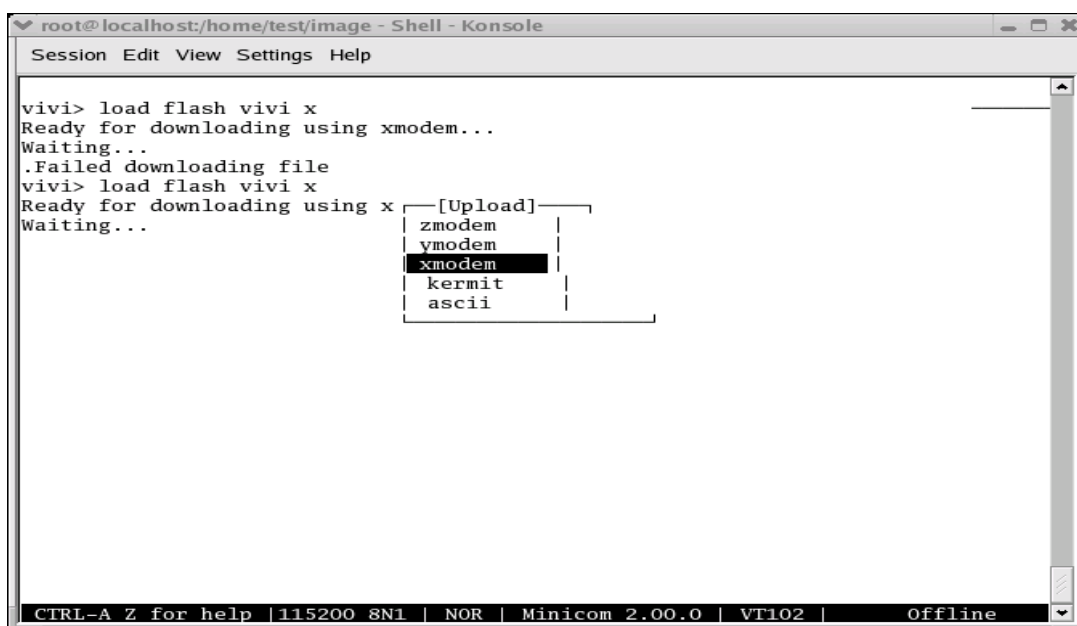 root@localhost:/home/test/image - Shell - Konsole
Session Edit View Settings Help
vivi> load flash vivi x
Ready for downloading using xmodem...
Waiting...
.Failed downloading file
vivi> load flash vivi x
Ready for downloading using x
Waiting...
[Upload]
zmodem
ymodem
xmodem
kermit
ascii
CTRL-A Z for help |115200 8N1 | NOR | Minicom 2.00.0 | VT102 | Offline